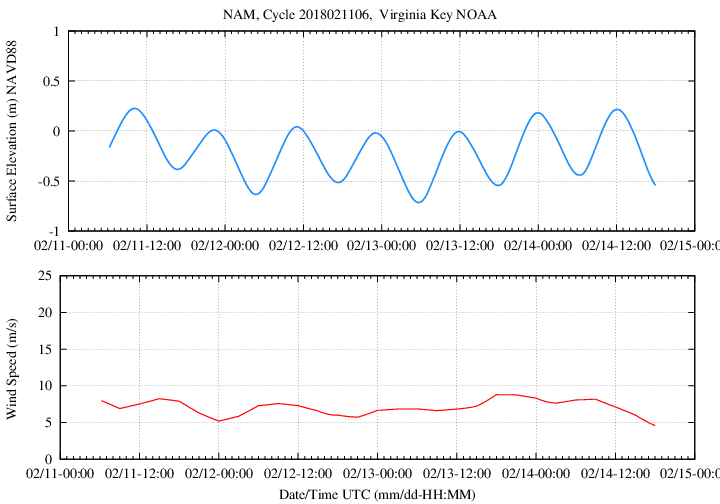 NAM, Cycle 2018021106,  Virginia Key NOAA
Surface Elevation (m) NAVD88
1
0.5
0
-0.5
-1
02/11-00:00 02/11-12:00 02/12-00:00 02/12-12:00 02/13-00:00 02/13-12:00 02/14-00:00 02/14-12:00 02/15-0
Wind Speed (m/s)
25
20
15
10
5
0
02/11-00:00 02/11-12:00 02/12-00:00 02/12-12:00 02/13-00:00 02/13-12:00 02/14-00:00 02/14-12:00 02/15-0
Date/Time UTC (mm/dd-HH:MM)